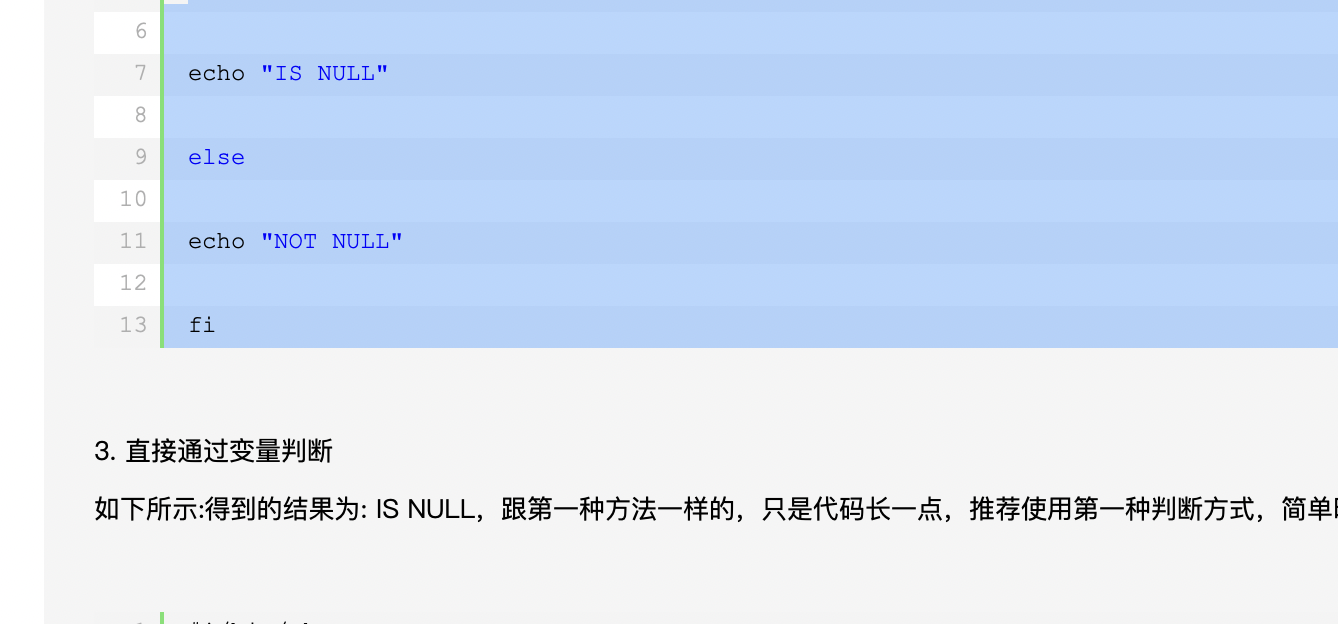 6
7 echo "IS NULL"
8
9 else
10
11 echo "NOT NULL"
12
13 fi
3. 直接通过变量判断
如下所示:得到的结果为: IS NULL，跟第一种方法一样的，只是代码长一点，推荐使用第一种判断方式，简单